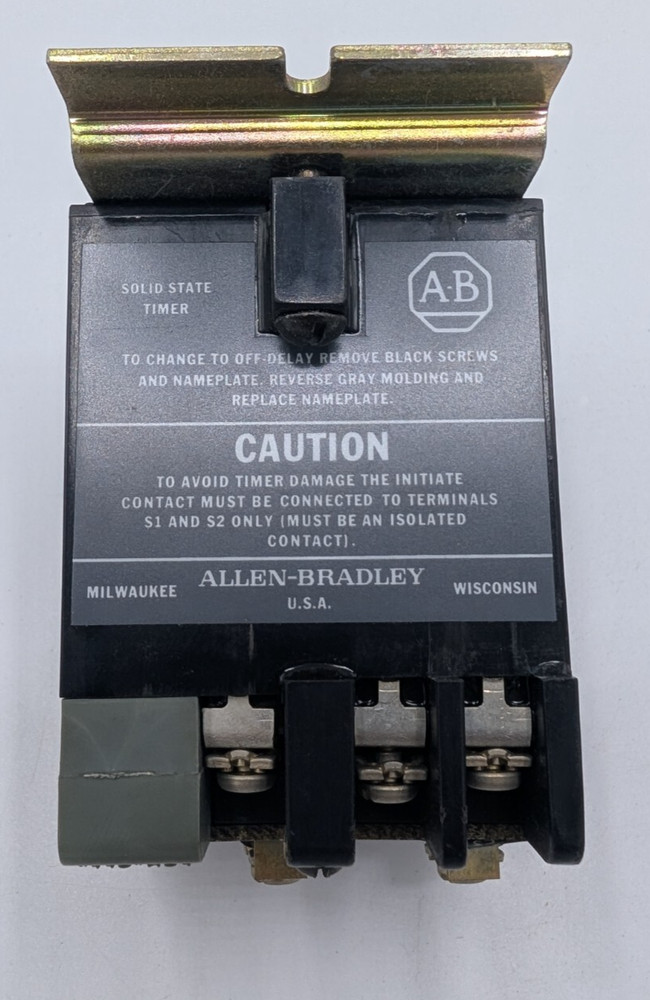 SOLID STATE
TIMER
A-B
TO CHANGE TO OFF-DELAY REMOVE BLACK SCREWS
AND NAMEPLATE. REVERSE GRAY MOLDING AND
REPLACE NAMEPLATE.
CAUTION
TO AVOID TIMER DAMAGE THE INITIATE
CONTACT MUST BE CONNECTED TO TERMINALS
S1 AND S2 ONLY (MUST BE AN ISOLATED
CONTACT).
MILWAUKEE ALLEN-BRADLEY WISCONSIN
U.S.A.